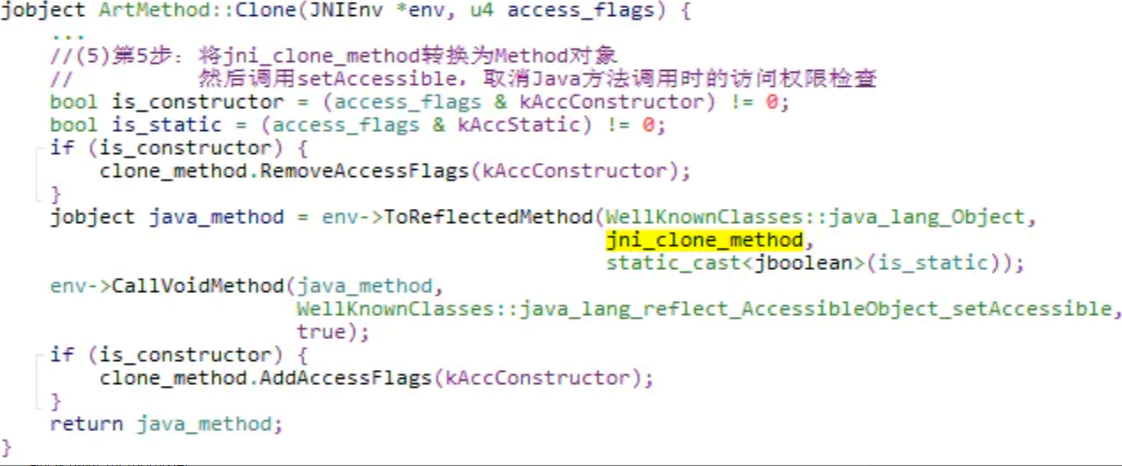 jobject ArtMethod::Clone(JNIEnv *env, u4 access_flags) {
...
//(5)第5步：将jni_clone_method转换为Method对象
// 然后调用setAccessible，取消Java方法调用时的访问权限检查
bool is_constructor = (access_flags & kAccConstructor) != 0;
bool is_static = (access_flags & kAccStatic) != 0;
if (is_constructor) {
clone_method.RemoveAccessFlags(kAccConstructor);
}
jobject java_method = env->ToReflectedMethod(WellKnownClasses::java_lang_Object,
jni_clone_method,
static_cast<jboolean>(is_static));
env->CallVoidMethod(java_method,
WellKnownClasses::java_lang_reflect_AccessibleObject_setAccessible,
true);
if (is_constructor) {
clone_method.AddAccessFlags(kAccConstructor);
}
return java_method;
}